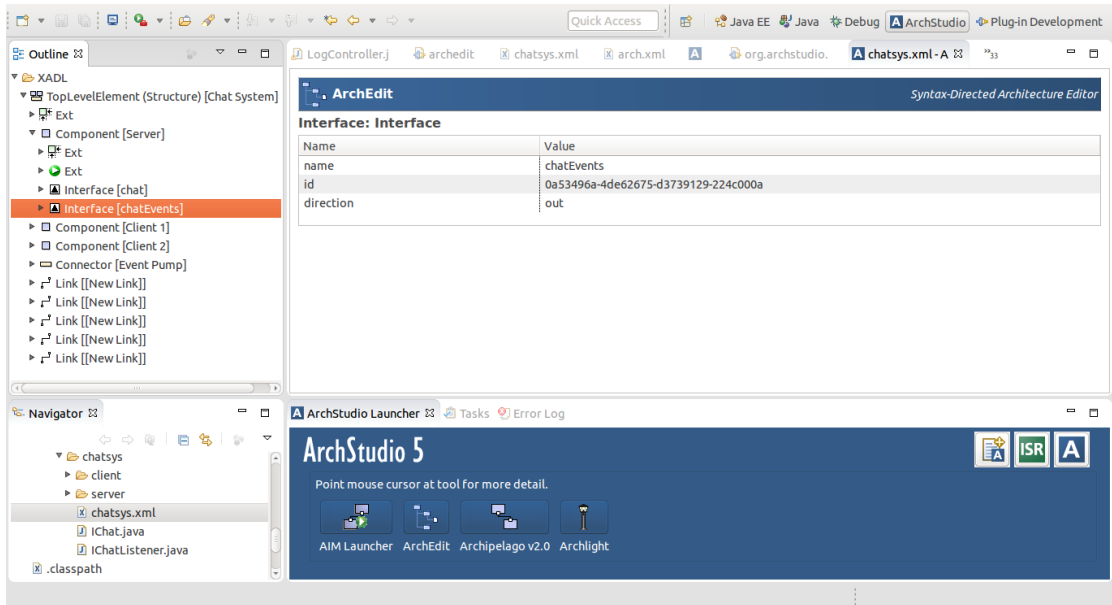 Quick Access
Java EE Java Debug ArchStudio Plug-in Development
Outline
LogController.j archedit chatsys.xml arch.xml org.archstudio. chatsys.xml - A »33
XADL
TopLevelElement (Structure) [Chat System]
Ext
Component [Server]
Ext
Ext
Interface [chat]
Interface [chatEvents]
Component [Client 1]
Component [Client 2]
Connector [Event Pump]
Link [[New Link]]
Link [[New Link]]
Link [[New Link]]
Link [[New Link]]
Link [[New Link]]
ArchEdit
Syntax-Directed Architecture Editor
Interface: Interface
Name Value
name chatEvents
id 0a53496a-4de62675-d3739129-224c000a
direction out
Navigator
chatsys
client
server
chatsys.xml
IChat.java
IChatListener.java
.classpath
ArchStudio Launcher Tasks Error Log
ArchStudio 5
ISR A
Point mouse cursor at tool for more detail.
AIM Launcher ArchEdit Archipelago v2.0 Archlight